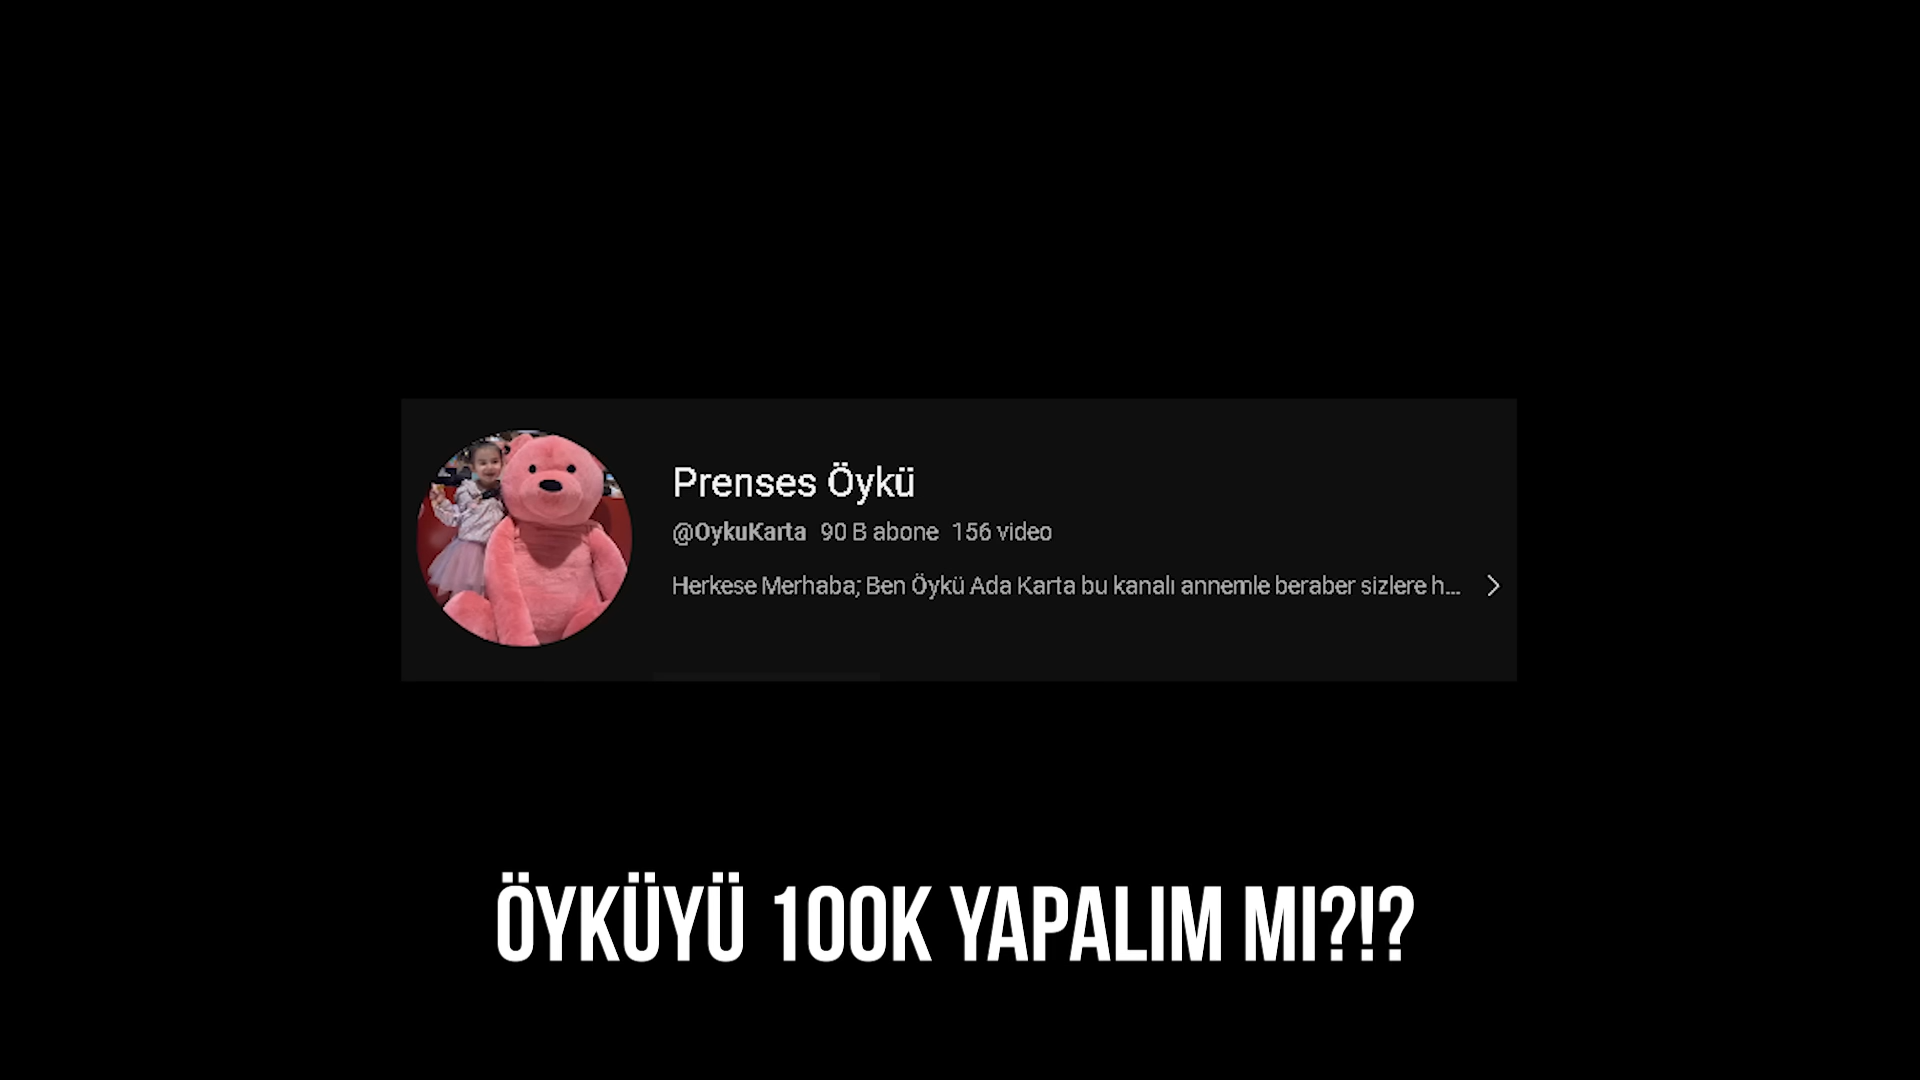 Prenses Öykü
@OykuKarta 90 B abone 156 video
Herkese Merhaba; Ben Öykü Ada Karta bu kanalı annemle beraber sizlere h...
ÖYKÜYÜ 100K YAPALIM MI?!?